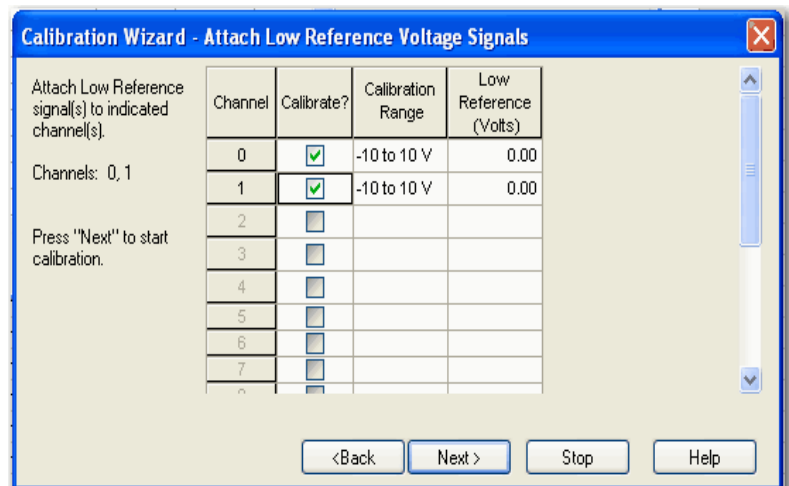 Calibration Wizard - Attach Low Reference Voltage Signals
Attach Low Reference
signal(s) to indicated
channel(s).
Channels: 0, 1
Press "Next" to start
calibration.
Channel Calibrate? Calibration Range Low Reference (Volts)
0 -10 to 10 V 0.00
1 -10 to 10 V 0.00
2
3
4
5
6
7
<Back Next > Stop Help